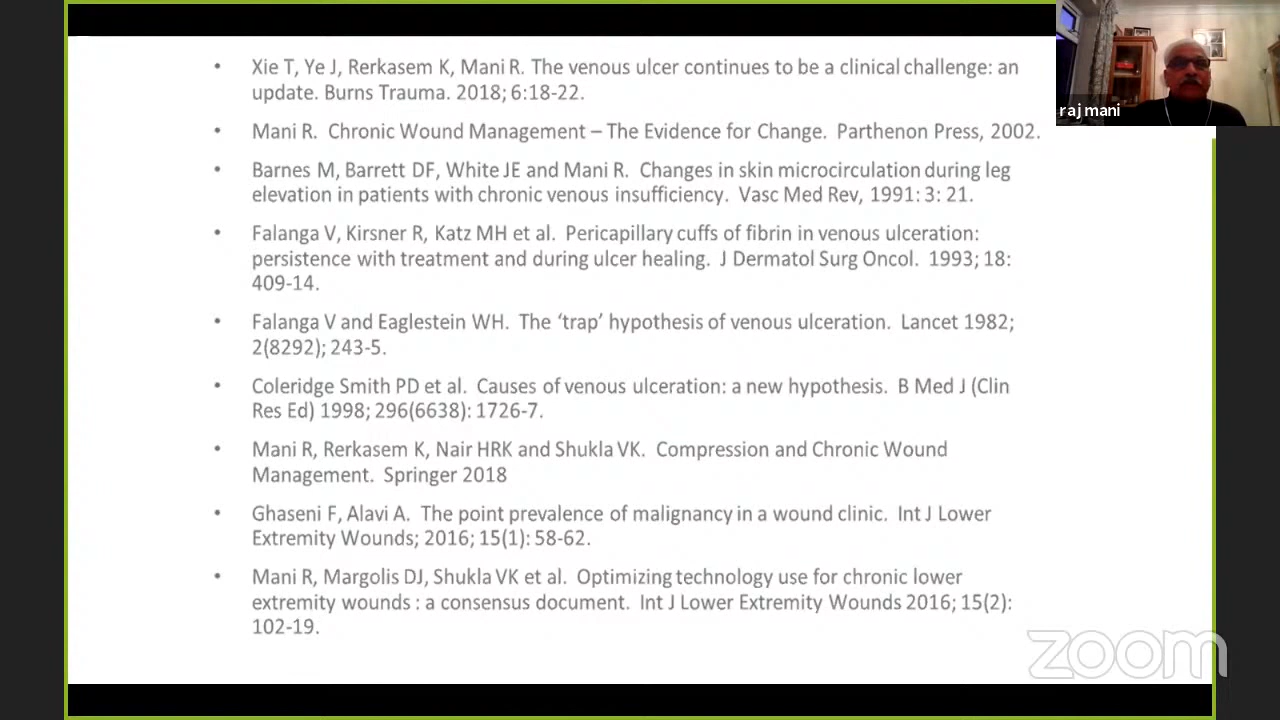 • Xie T, Ye J, Rerkasem K, Mani R. The venous ulcer continues to be a clinical challenge: an
update. Burns Trauma. 2018; 6:18-22.
• Mani R. Chronic Wound Management – The Evidence for Change. Parthenon Press, 2002.
• Barnes M, Barrett DF, White JE and Mani R. Changes in skin microcirculation during leg
elevation in patients with chronic venous insufficiency. Vasc Med Rev, 1991: 3: 21.
• Falanga V, Kirsner R, Katz MH et al. Pericapillary cuffs of fibrin in venous ulceration:
persistence with treatment and during ulcer healing. J Dermatol Surg Oncol. 1993; 18:
409-14.
• Falanga V and Eaglestein WH. The ‘trap’ hypothesis of venous ulceration. Lancet 1982;
2(8292); 243-5.
• Coleridge Smith PD et al. Causes of venous ulceration: a new hypothesis. B Med J (Clin
Res Ed) 1998; 296(6638): 1726-7.
• Mani R, Rerkasem K, Nair HRK and Shukla VK. Compression and Chronic Wound
Management. Springer 2018
• Ghaseni F, Alavi A. The point prevalence of malignancy in a wound clinic. Int J Lower
Extremity Wounds; 2016; 15(1): 58-62.
• Mani R, Margolis DJ, Shukla VK et al. Optimizing technology use for chronic lower
extremity wounds : a consensus document. Int J Lower Extremity Wounds 2016; 15(2):
102-19.
raj mani
zoom